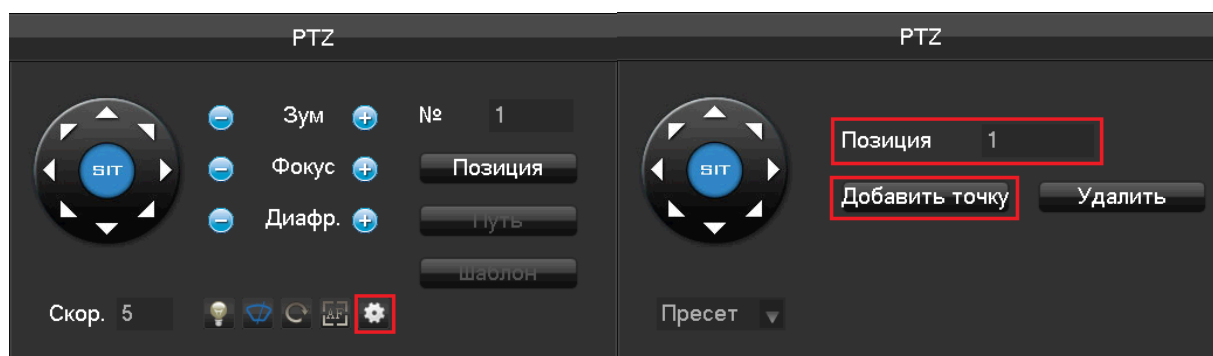 PTZ
Зум
№ 1
SIT
Фокус
Позиция
Диафр.
Путь
Шаблон
Скор. 5
AF
PTZ
Позиция 1
SIT
Добавить точку
Удалить
Пресет